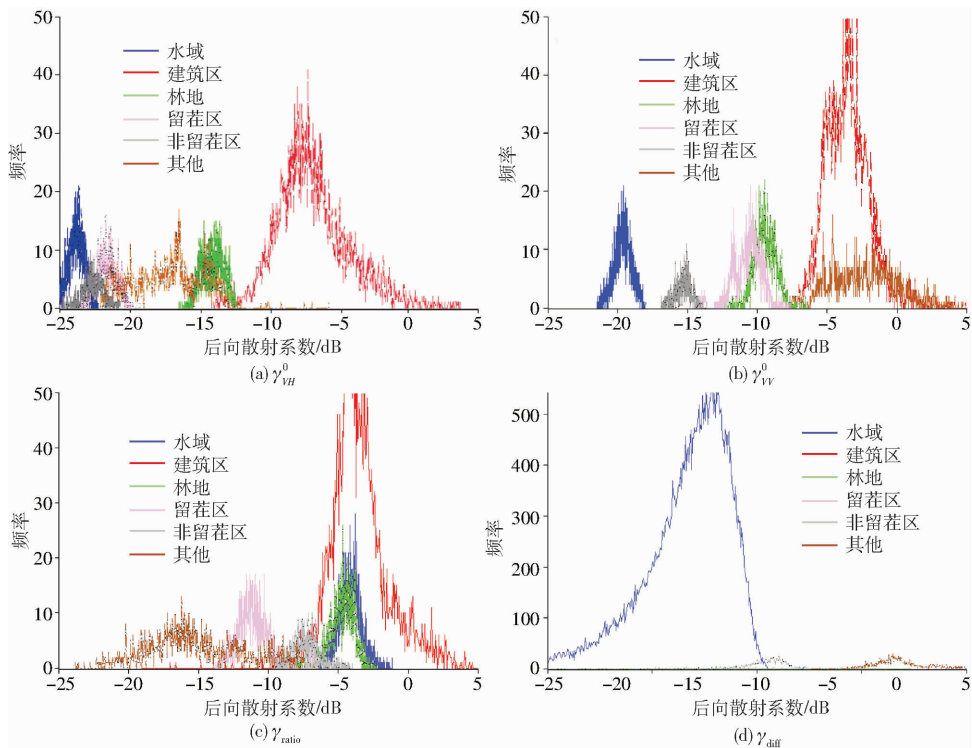 50
40
30
20
10
0
频率
水域
建筑区
林地
留茬区
非留茬区
其他
-25 -20 -15 -10 -5 0 5
后向散射系数/dB
(a) γ⁰VH
50
40
30
20
10
0
频率
水域
建筑区
林地
留茬区
非留茬区
其他
-25 -20 -15 -10 -5 0 5
后向散射系数/dB
(b) γ⁰VV
50
40
30
20
10
0
频率
水域
建筑区
林地
留茬区
非留茬区
其他
-25 -20 -15 -10 -5 0 5
后向散射系数/dB
(c) γratio
500
400
300
200
100
0
频率
水域
建筑区
林地
留茬区
非留茬区
其他
-25 -20 -15 -10 -5 0 5
后向散射系数/dB
(d) γdiff